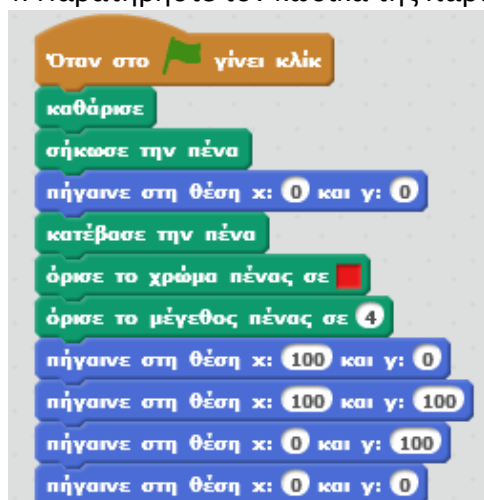 Όταν στο γίνει κλικ
καθάρισε
σήκωσε την πένα
πήγαινε στη θέση x: 0 και y: 0
κατέβασε την πένα
όρισε το χρώμα πένας σε
όρισε το μέγεθος πένας σε 4
πήγαινε στη θέση x: 100 και y: 0
πήγαινε στη θέση x: 100 και y: 100
πήγαινε στη θέση x: 0 και y: 100
πήγαινε στη θέση x: 0 και y: 0